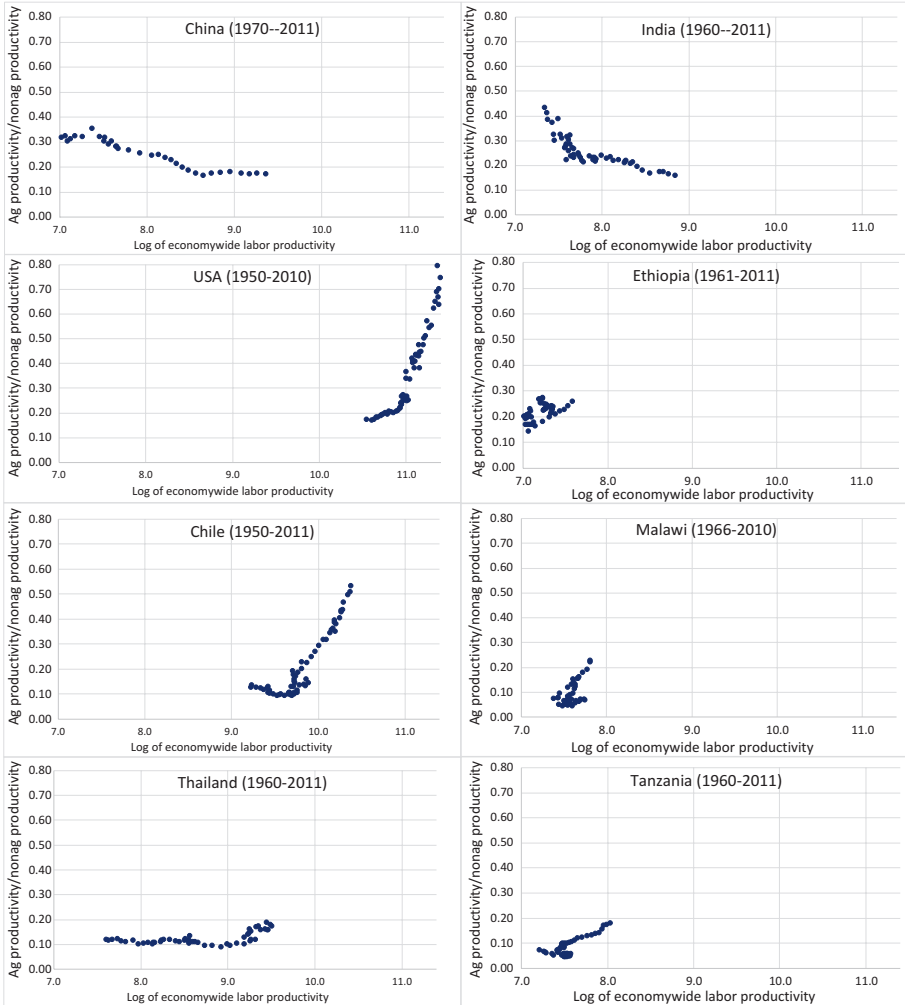 China (1970--2011)
Ag productivity/nonag productivity
0.80
0.70
0.60
0.50
0.40
0.30
0.20
0.10
0.00
7.0 8.0 9.0 10.0 11.0
Log of economywide labor productivity
India (1960--2011)
Ag productivity/nonag productivity
0.80
0.70
0.60
0.50
0.40
0.30
0.20
0.10
0.00
7.0 8.0 9.0 10.0 11.0
Log of economywide labor productivity
USA (1950-2010)
Ag productivity/nonag productivity
0.80
0.70
0.60
0.50
0.40
0.30
0.20
0.10
0.00
7.0 8.0 9.0 10.0 11.0
Log of economywide labor productivity
Ethiopia (1961-2011)
Ag productivity/nonag productivity
0.80
0.70
0.60
0.50
0.40
0.30
0.20
0.10
0.00
7.0 8.0 9.0 10.0 11.0
Log of economywide labor productivity
Chile (1950-2011)
Ag productivity/nonag productivity
0.80
0.70
0.60
0.50
0.40
0.30
0.20
0.10
0.00
7.0 8.0 9.0 10.0 11.0
Log of economywide labor productivity
Malawi (1966-2010)
Ag productivity/nonag productivity
0.80
0.70
0.60
0.50
0.40
0.30
0.20
0.10
0.00
7.0 8.0 9.0 10.0 11.0
Log of economywide labor productivity
Thailand (1960-2011)
Ag productivity/nonag productivity
0.80
0.70
0.60
0.50
0.40
0.30
0.20
0.10
0.00
7.0 8.0 9.0 10.0 11.0
Log of economywide labor productivity
Tanzania (1960-2011)
Ag productivity/nonag productivity
0.80
0.70
0.60
0.50
0.40
0.30
0.20
0.10
0.00
7.0 8.0 9.0 10.0 11.0
Log of economywide labor productivity